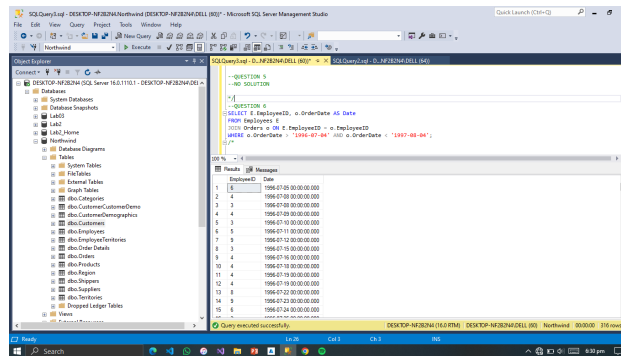 SQLQuery3.sql - DESKTOP-NF2B2N4.Northwind (DESKTOP-NF2B2N4\DELL (60))* - Microsoft SQL Server Management Studio
Quick Launch (Ctrl+Q)
File Edit View Query Project Tools Window Help
New Query
Northwind
Execute
Object Explorer
SQLQuery3.sql - D...NF2B2N4\DELL (60))*
SQLQuery2.sql - D...NF2B2N4\DELL (64))
Connect
DESKTOP-NF2B2N4 (SQL Server 16.0.1110.1 - DESKTOP-NF2B2N4\DELL)
Databases
System Databases
Database Snapshots
Lab03
Lab2
Lab2_Home
Northwind
Database Diagrams
Tables
System Tables
FileTables
External Tables
Graph Tables
dbo.Categories
dbo.CustomerCustomerDemo
dbo.CustomerDemographics
dbo.Customers
dbo.Employees
dbo.EmployeeTerritories
dbo.Order Details
dbo.Orders
dbo.Products
dbo.Region
dbo.Shippers
dbo.Suppliers
dbo.Territories
Dropped Ledger Tables
Views
--QUESTION 5
--NO SOLUTION
*/
--QUESTION 6
SELECT E.EmployeeID, o.OrderDate AS Date
FROM Employees E
JOIN Orders o ON E.EmployeeID = o.EmployeeID
WHERE o.OrderDate > '1996-07-04' AND o.OrderDate < '1997-08-04';
/*
100 %
Results Messages
EmployeeID Date
1 6 1996-07-05 00:00:00.000
2 4 1996-07-08 00:00:00.000
3 3 1996-07-08 00:00:00.000
4 4 1996-07-09 00:00:00.000
5 3 1996-07-10 00:00:00.000
6 5 1996-07-11 00:00:00.000
7 9 1996-07-12 00:00:00.000
8 3 1996-07-15 00:00:00.000
9 4 1996-07-16 00:00:00.000
10 4 1996-07-18 00:00:00.000
11 4 1996-07-19 00:00:00.000
12 4 1996-07-19 00:00:00.000
13 8 1996-07-22 00:00:00.000
14 9 1996-07-23 00:00:00.000
15 6 1996-07-24 00:00:00.000
Query executed successfully.
DESKTOP-NF2B2N4 (16.0 RTM) DESKTOP-NF2B2N4\DELL (60) Northwind 00:00:00 316 rows
Ready
Ln 28 Col 3 Ch 3 INS
Search
6:30 pm